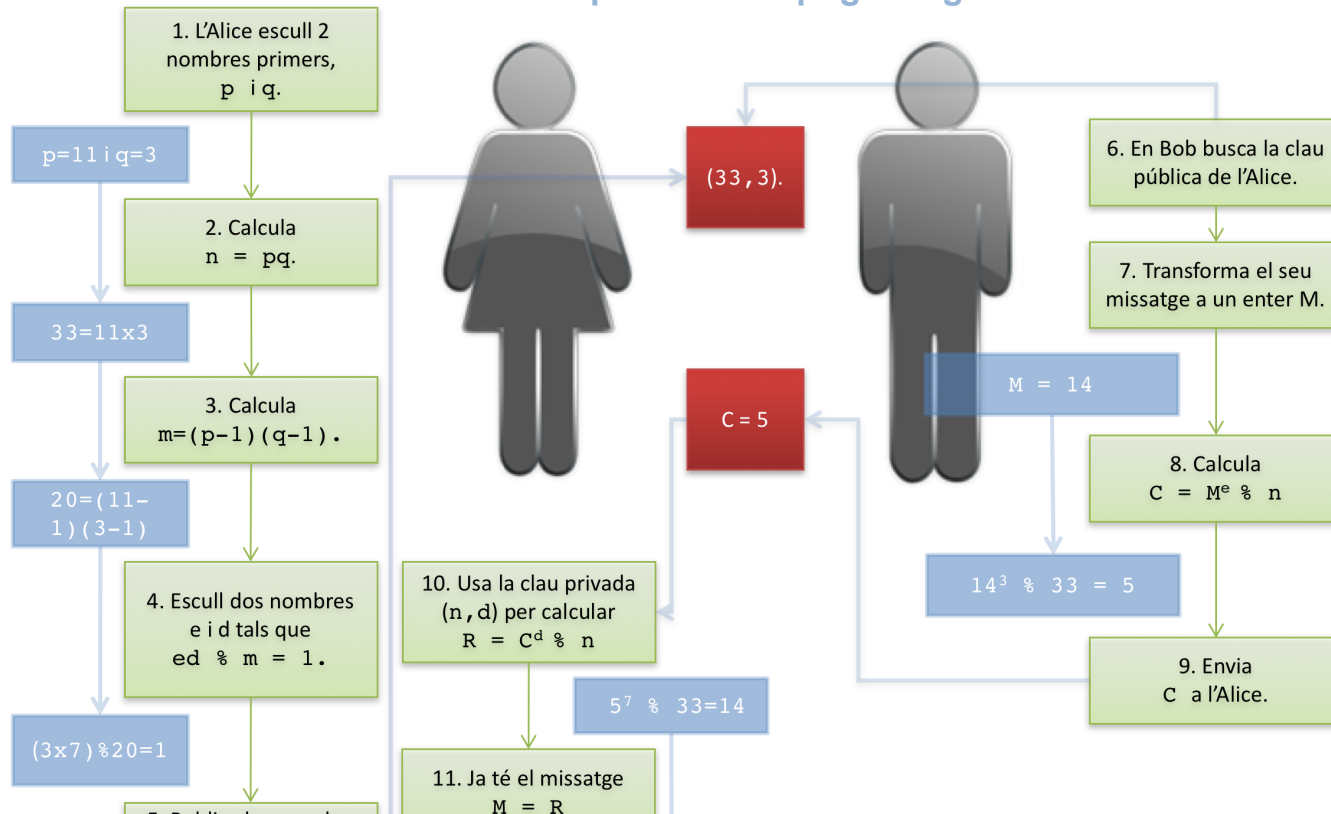 1. L’Alice escull 2
nombres primers,
p i q.
p=11 i q=3
2. Calcula
n = pq.
33=11x3
3. Calcula
m=(p-1)(q-1).
20=(11-
1)(3-1)
4. Escull dos nombres
e i d tals que
ed % m = 1.
(3x7)%20=1
(33,3).
6. En Bob busca la clau
pública de l’Alice.
7. Transforma el seu
missatge a un enter M.
M = 14
8. Calcula
C = Mᵉ % n
14³ % 33 = 5
9. Envia
C a l’Alice.
C = 5
10. Usa la clau privada
(n,d) per calcular
R = Cᵈ % n
5⁷ % 33=14
11. Ja té el missatge
M = R